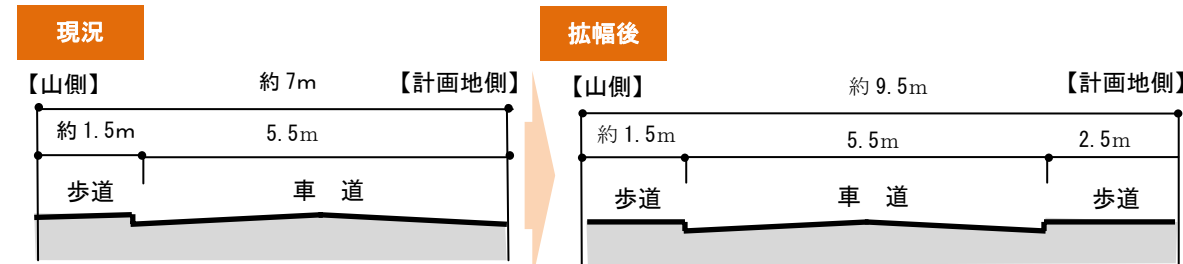 現況
【山側】 約7m 【計画地側】
約1.5m 5.5m
歩道 車 道
拡幅後
【山側】 約9.5m 【計画地側】
約1.5m 5.5m 2.5m
歩道 車 道 歩道